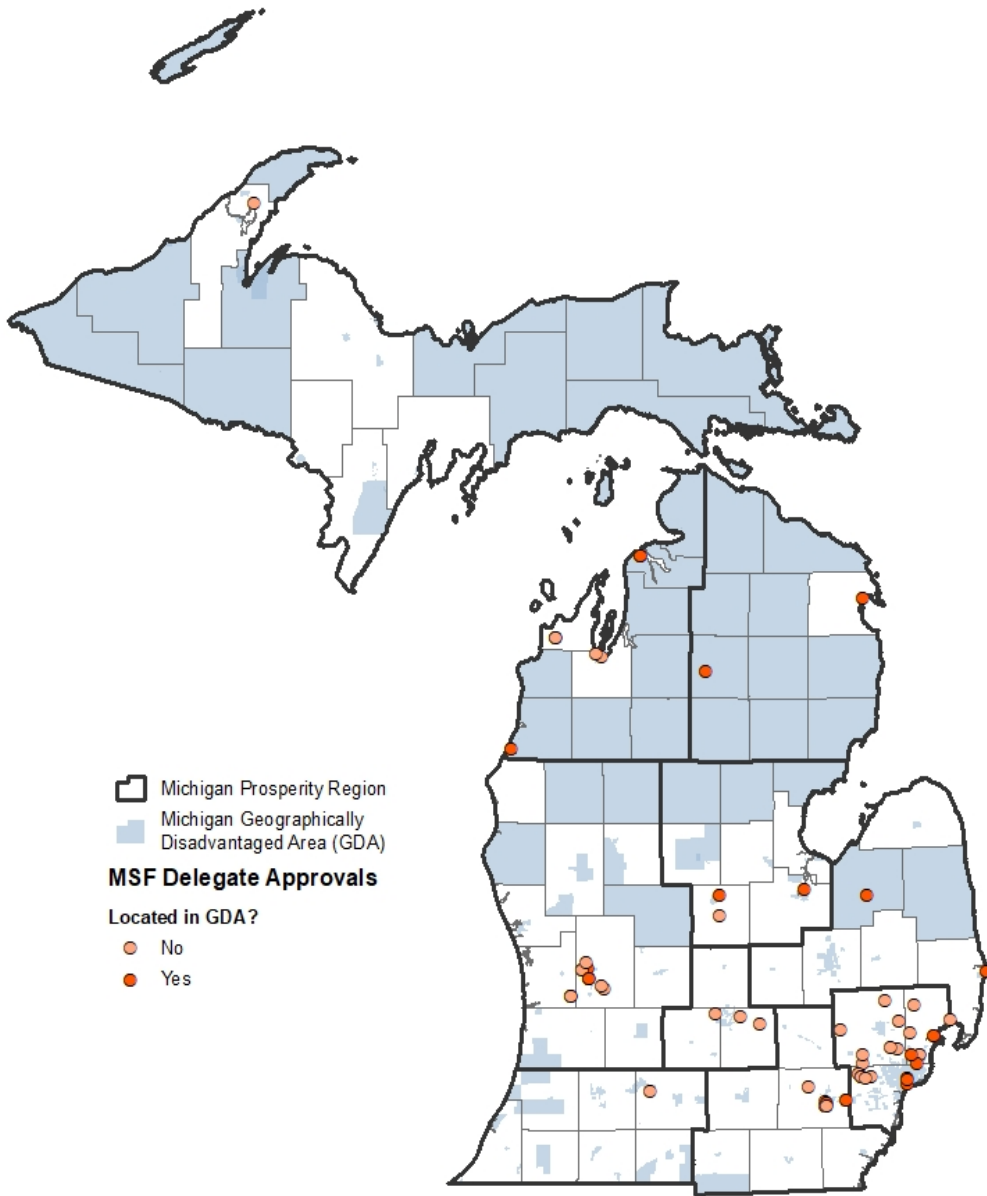 Michigan Prosperity Region
Michigan Geographically
Disadvantaged Area (GDA)
MSF Delegate Approvals
Located in GDA?
No
Yes